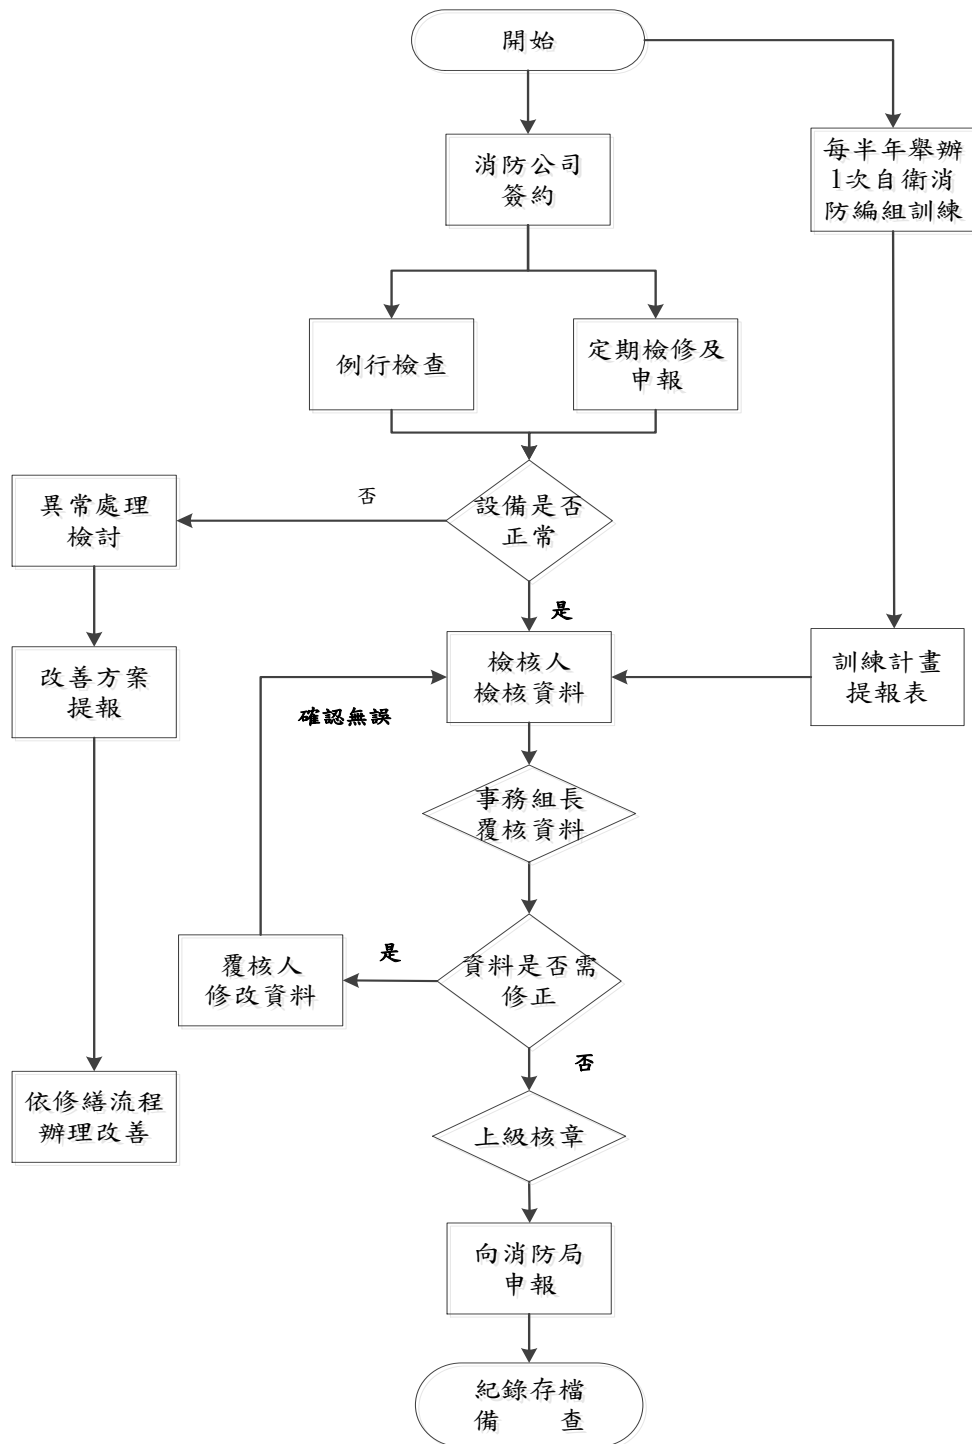 開始
消防公司
簽約
每半年舉辦
1次自衛消
防編組訓練
例行檢查
定期檢修及
申報
設備是否
正常
否
異常處理
檢討
是
改善方案
提報
檢核人
檢核資料
訓練計畫
提報表
確認無誤
事務組長
覆核資料
資料是否需
修正
是
覆核人
修改資料
否
依修繕流程
辦理改善
上級核章
向消防局
申報
紀錄存檔
備　　查